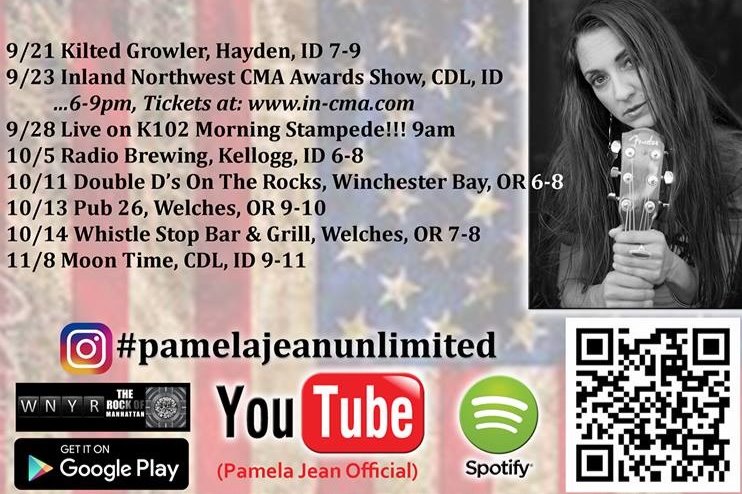 9/21 Kilted Growler, Hayden, ID 7-9
9/23 Inland Northwest CMA Awards Show, CDL, ID
...6-9pm, Tickets at: www.in-cma.com
9/28 Live on K102 Morning Stampede!!! 9am
10/5 Radio Brewing, Kellogg, ID 6-8
10/11 Double D's On The Rocks, Winchester Bay, OR 6-8
10/13 Pub 26, Welches, OR 9-10
10/14 Whistle Stop Bar & Grill, Welches, OR 7-8
11/8 Moon Time, CDL, ID 9-11
Fender
#pamelajeanunlimited
WNYR
THE
ROCK OF
MANHATTAN
GET IT ON
Google Play
YouTube
(Pamela Jean Official)
Spotify